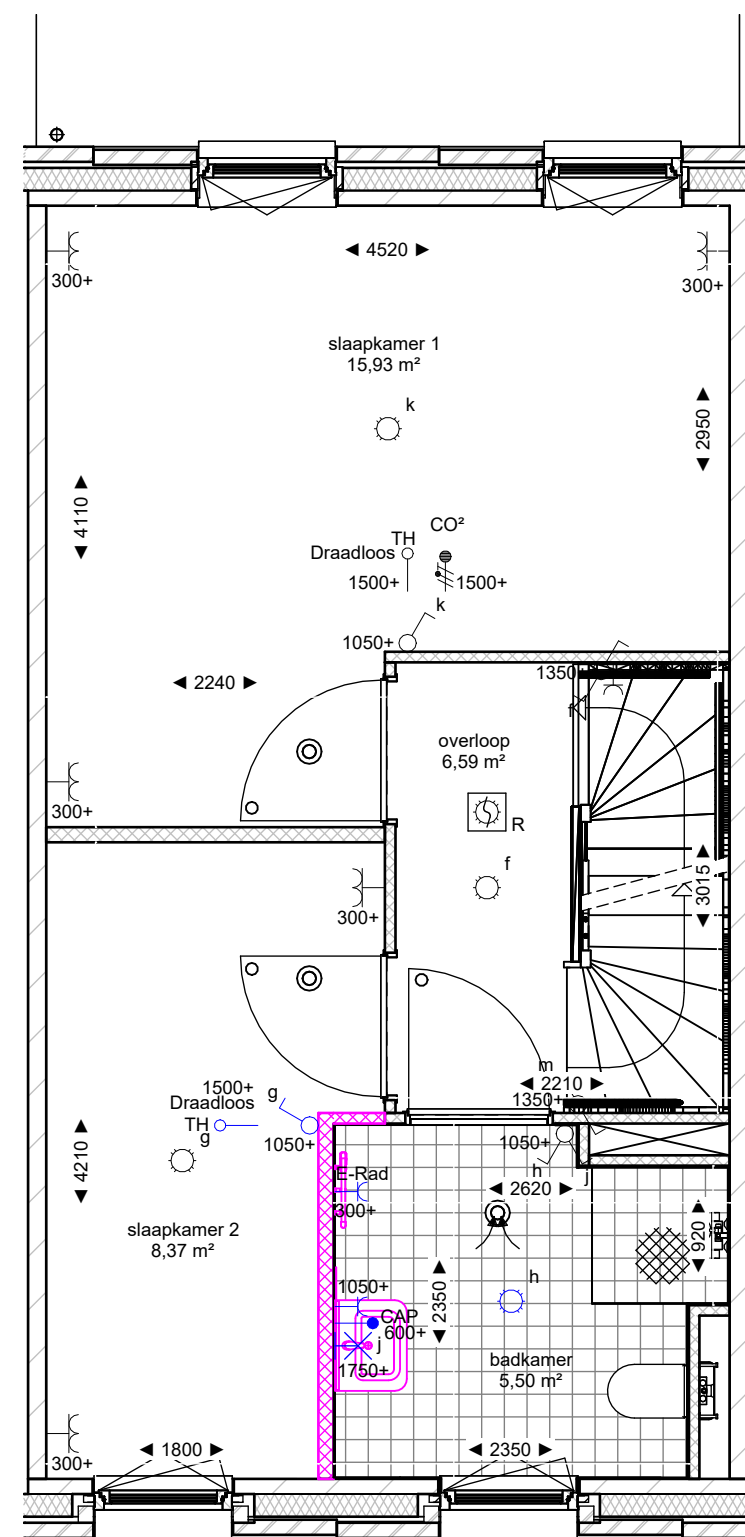 300+
◄ 4520 ►
300+
slaapkamer 1
15,93 m²
k
◄ 2950 ►
◄ 4110 ►
CO²
TH
Draadloos
1500+
1500+
k
1050+
1350
f
◄ 2240 ►
overloop
6,59 m²
300+
R
f
◄ 3015 ►
300+
m
◄ 2210 ►
1350+
1500+
g
Draadloos
TH
g
1050+
1050+
h
j
◄ 4210 ►
E-Rad
300+
◄ 2620 ►
◄ 920 ►
slaapkamer 2
8,37 m²
1050+
◄ 2350 ►
h
CAP
600+
j
1750+
badkamer
5,50 m²
300+
◄ 1800 ►
◄ 2350 ►